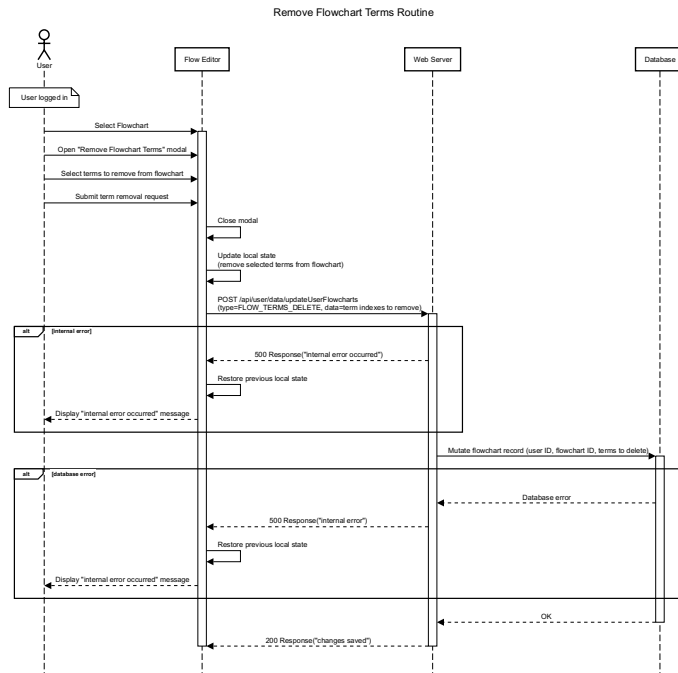 Remove Flowchart Terms Routine
User
Flow Editor
Web Server
Database
User logged in
Select Flowchart
Open "Remove Flowchart Terms" modal
Select terms to remove from flowchart
Submit term removal request
Close modal
Update local state
(remove selected terms from flowchart)
POST /api/user/data/updateUserFlowcharts
(type=FLOW_TERMS_DELETE, data=term indexes to remove)
alt
[internal error]
500 Response("internal error occurred")
Restore previous local state
Display "internal error occurred" message
Mutate flowchart record (user ID, flowchart ID, terms to delete)
alt
[database error]
Database error
500 Response("internal error")
Restore previous local state
Display "internal error occurred" message
OK
200 Response("changes saved")